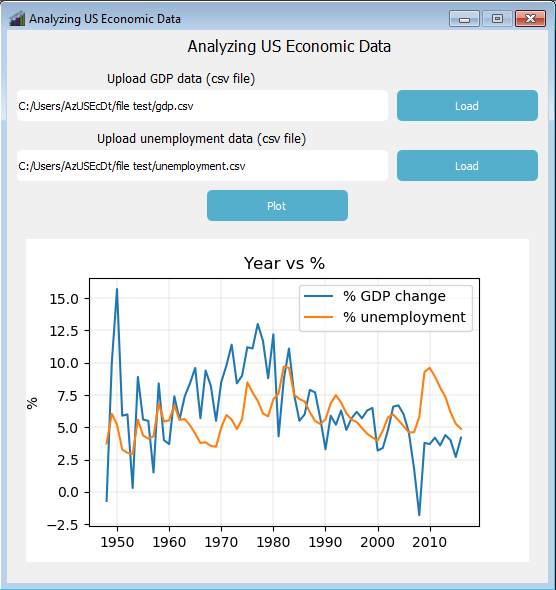 Analyzing US Economic Data
Analyzing US Economic Data
Upload GDP data (csv file)
C:/Users/AzUSEcDt/file test/gdp.csv Load
Upload unemployment data (csv file)
C:/Users/AzUSEcDt/file test/unemployment.csv Load
Plot
Year vs %
% GDP change
% unemployment
15.0
12.5
10.0
7.5
5.0
2.5
0.0
−2.5
%
1950 1960 1970 1980 1990 2000 2010